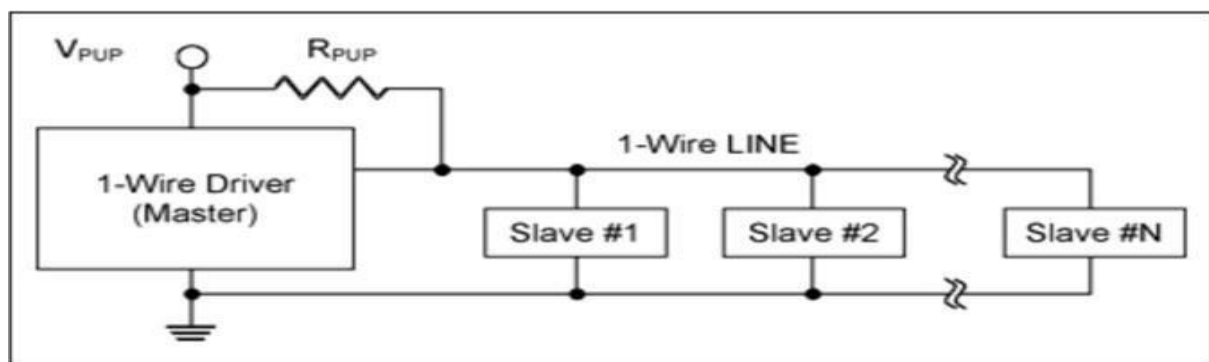 VPUP
RPUP
1-Wire LINE
1-Wire Driver
(Master)
Slave #1
Slave #2
Slave #N